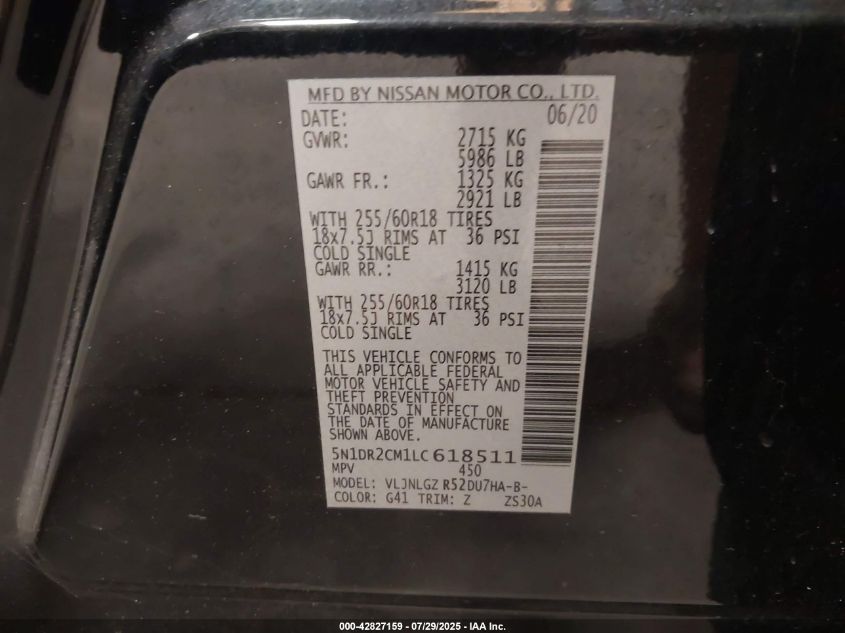 MFD BY NISSAN MOTOR CO., LTD.
DATE: 06/20
GVWR: 2715 KG
5986 LB
GAWR FR.: 1325 KG
2921 LB
WITH 255/60R18 TIRES
18x7.5J RIMS AT 36 PSI
COLD SINGLE
GAWR RR.: 1415 KG
3120 LB
WITH 255/60R18 TIRES
18x7.5J RIMS AT 36 PSI
COLD SINGLE
THIS VEHICLE CONFORMS TO
ALL APPLICABLE FEDERAL
MOTOR VEHICLE SAFETY AND
THEFT PREVENTION
STANDARDS IN EFFECT ON
THE DATE OF MANUFACTURE
SHOWN ABOVE.
5N1DR2CM1LC618511
MPV 450
MODEL: VLJNLGZ R52DU7HA-B-
COLOR: G41 TRIM: Z ZS30A
000-42827159 - 07/29/2025 - IAA Inc.